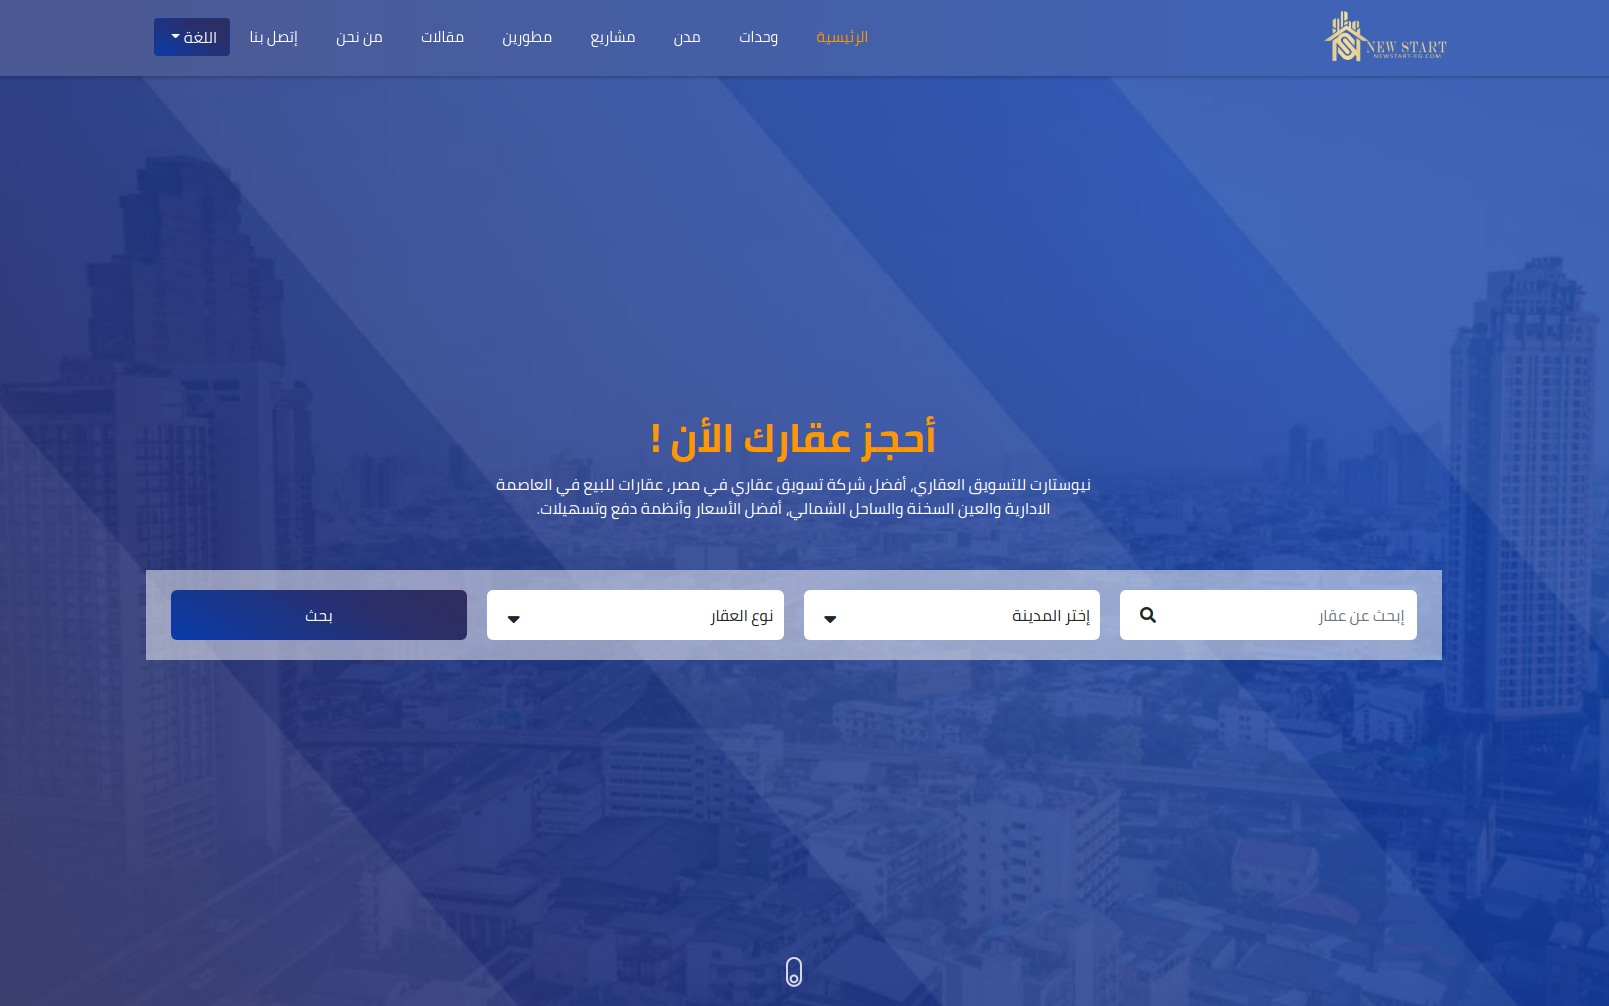 NEW START
NEWSTART-EG.COM
الرئيسية
وحدات
مدن
مشاريع
مطورين
مقالات
من نحن
إتصل بنا
اللغة
أحجز عقارك الأن !
نيوستارت للتسويق العقاري, أفضل شركة تسويق عقاري في مصر, عقارات للبيع في العاصمة
الادارية والعين السخنة والساحل الشمالي, أفضل الأسعار وأنظمة دفع وتسهيلات.
إبحث عن عقار
إختر المدينة
نوع العقار
بحث